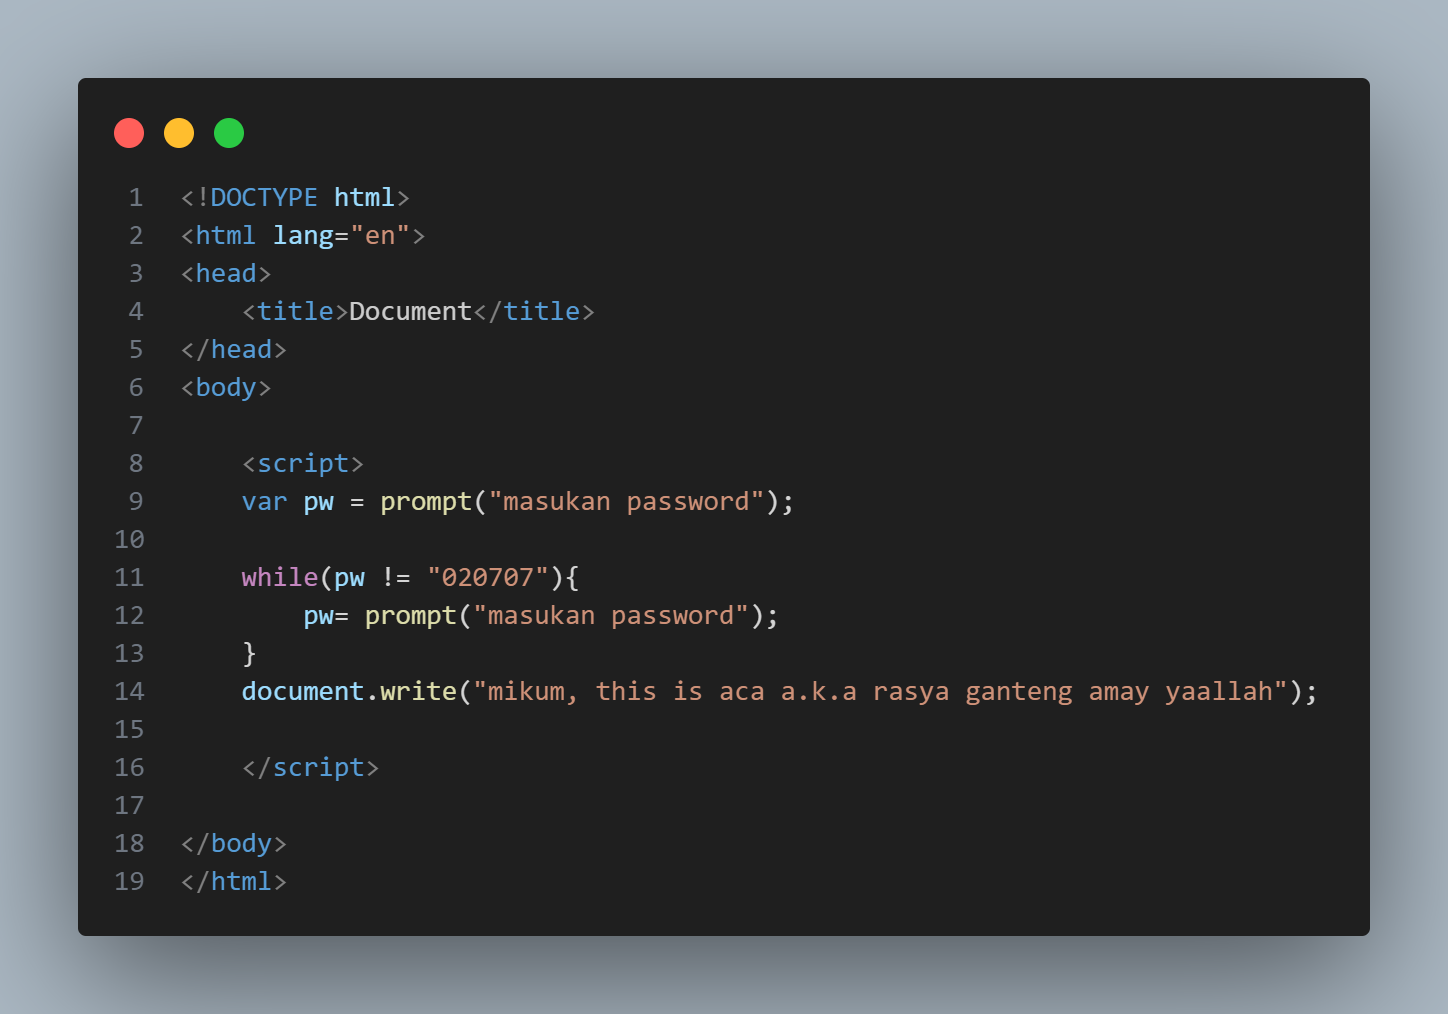 1 <!DOCTYPE html>
2 <html lang="en">
3 <head>
4     <title>Document</title>
5 </head>
6 <body>
7
8     <script>
9     var pw = prompt("masukan password");
10
11     while(pw != "020707"){
12         pw= prompt("masukan password");
13     }
14     document.write("mikum, this is aca a.k.a rasya ganteng amay yaallah");
15
16     </script>
17
18 </body>
19 </html>